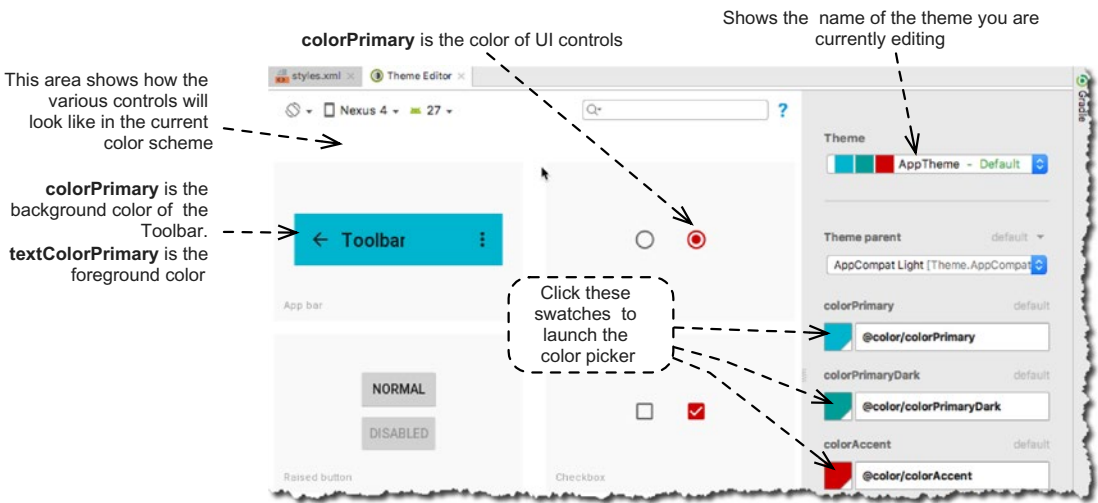 Shows the name of the theme you are
currently editing
colorPrimary is the color of UI controls
This area shows how the
various controls will
look like in the current
color scheme
colorPrimary is the
background color of the
Toolbar.
textColorPrimary is the
foreground color
styles.xml
Theme Editor
Nexus 4
27
?
Toolbar
App bar
NORMAL
DISABLED
Raised button
Checkbox
Click these
swatches to
launch the
color picker
Theme
AppTheme - Default
Theme parent default
AppCompat Light [Theme.AppCompat
colorPrimary default
@color/colorPrimary
colorPrimaryDark default
@color/colorPrimaryDark
colorAccent default
@color/colorAccent
Gradle